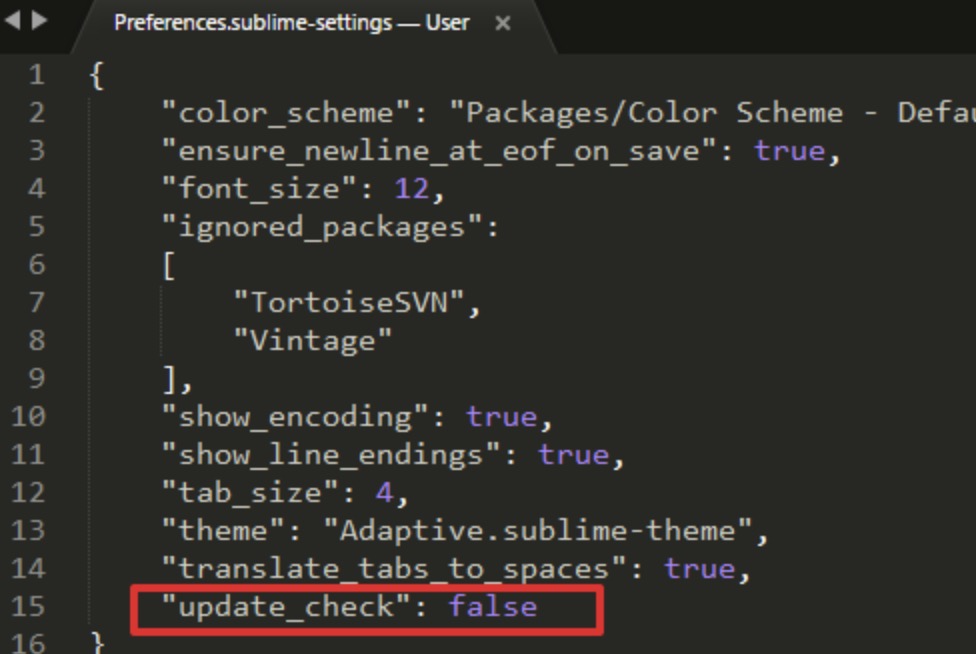 Preferences.sublime-settings — User ×
1 {
2 "color_scheme": "Packages/Color Scheme - Defau
3 "ensure_newline_at_eof_on_save": true,
4 "font_size": 12,
5 "ignored_packages":
6 [
7 "TortoiseSVN",
8 "Vintage"
9 ],
10 "show_encoding": true,
11 "show_line_endings": true,
12 "tab_size": 4,
13 "theme": "Adaptive.sublime-theme",
14 "translate_tabs_to_spaces": true,
15 "update_check": false
16 }